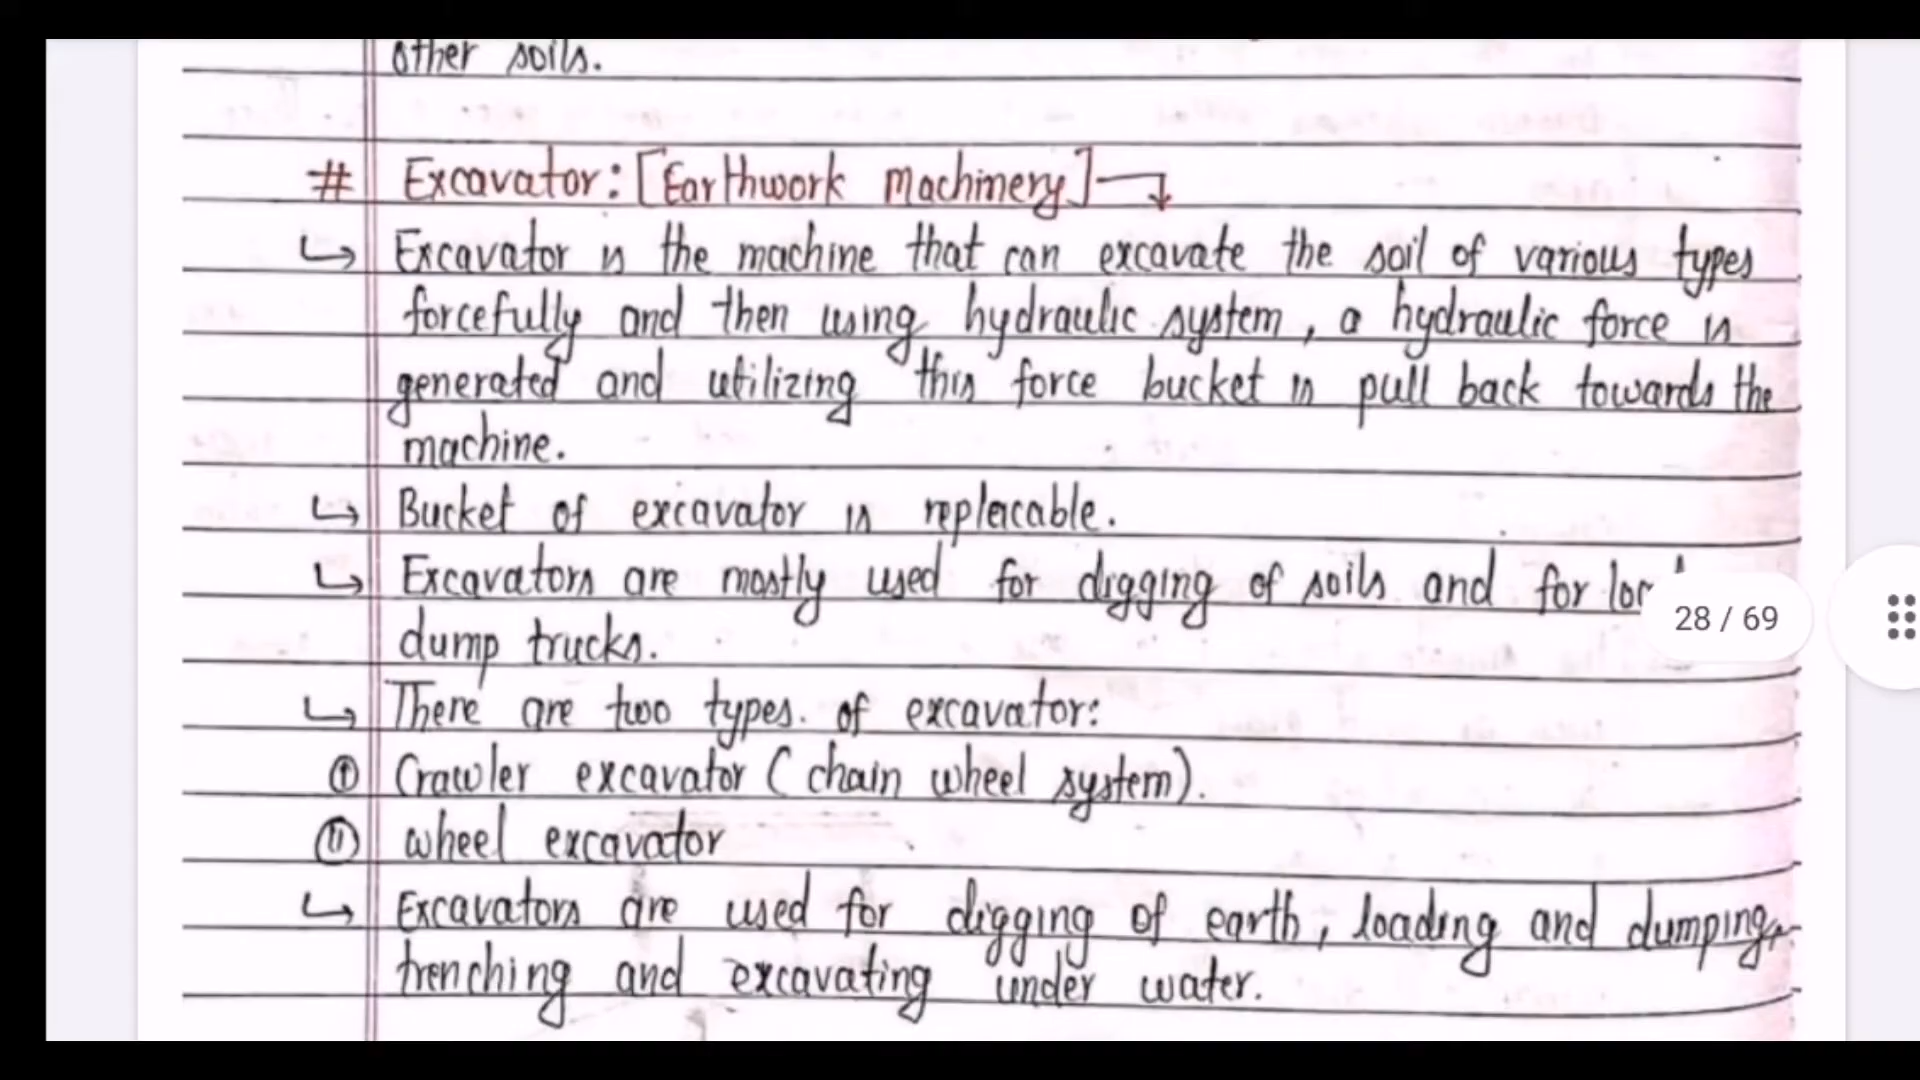 other soils.
# Excavator: [Earthwork Machinery]
↳ Excavator is the machine that can excavate the soil of various types
forcefully and then using hydraulic system, a hydraulic force is
generated and utilizing this force bucket is pull back towards the
machine.
↳ Bucket of excavator is replacable.
↳ Excavators are mostly used for digging of soils and for
28 / 69
dump trucks.
↳ There are two types. of excavator:
(i) Crawler excavator (chain wheel system).
(ii) wheel excavator
↳ Excavators are used for digging of earth, loading and dumping,
trenching and excavating under water.